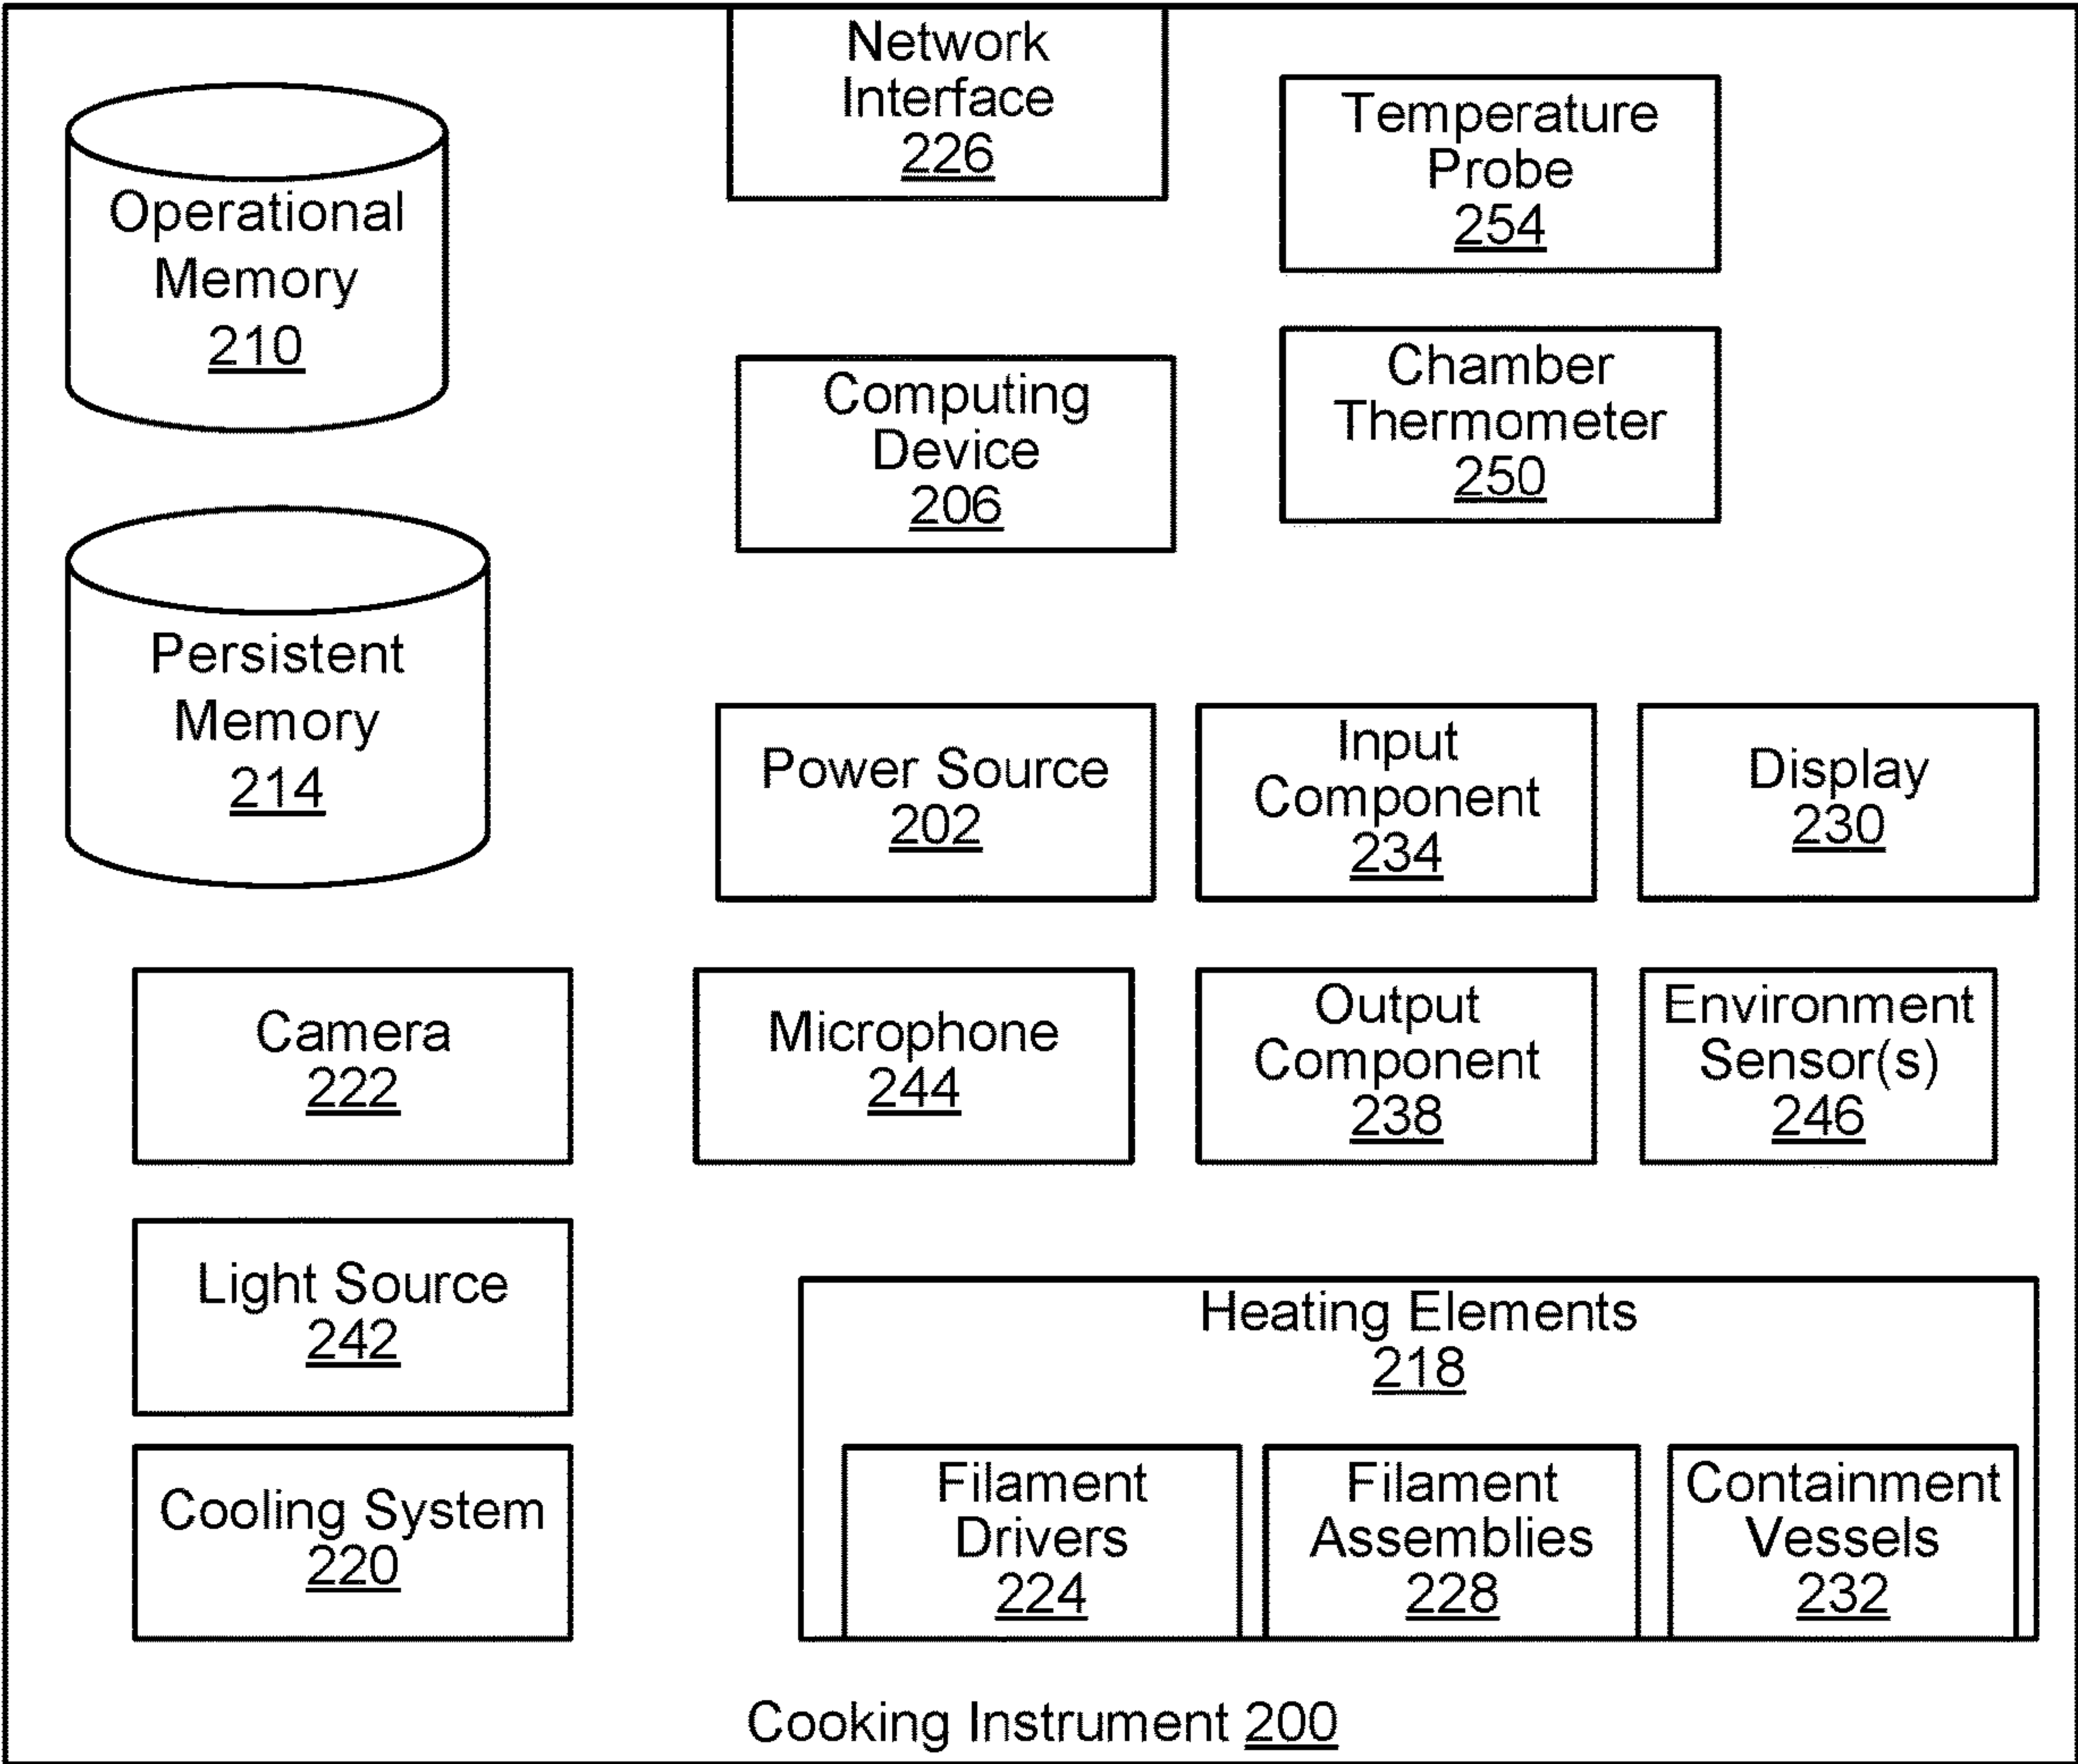 Network
Interface
226
Temperature
Probe
254
Operational
Memory
210
Computing
Device
206
Chamber
Thermometer
250
Persistent
Memory
214
Power Source
202
Input
Component
234
Display
230
Camera
222
Microphone
244
Output
Component
238
Environment
Sensor(s)
246
Light Source
242
Heating Elements
218
Cooling System
220
Filament
Drivers
224
Filament
Assemblies
228
Containment
Vessels
232
Cooking Instrument 200